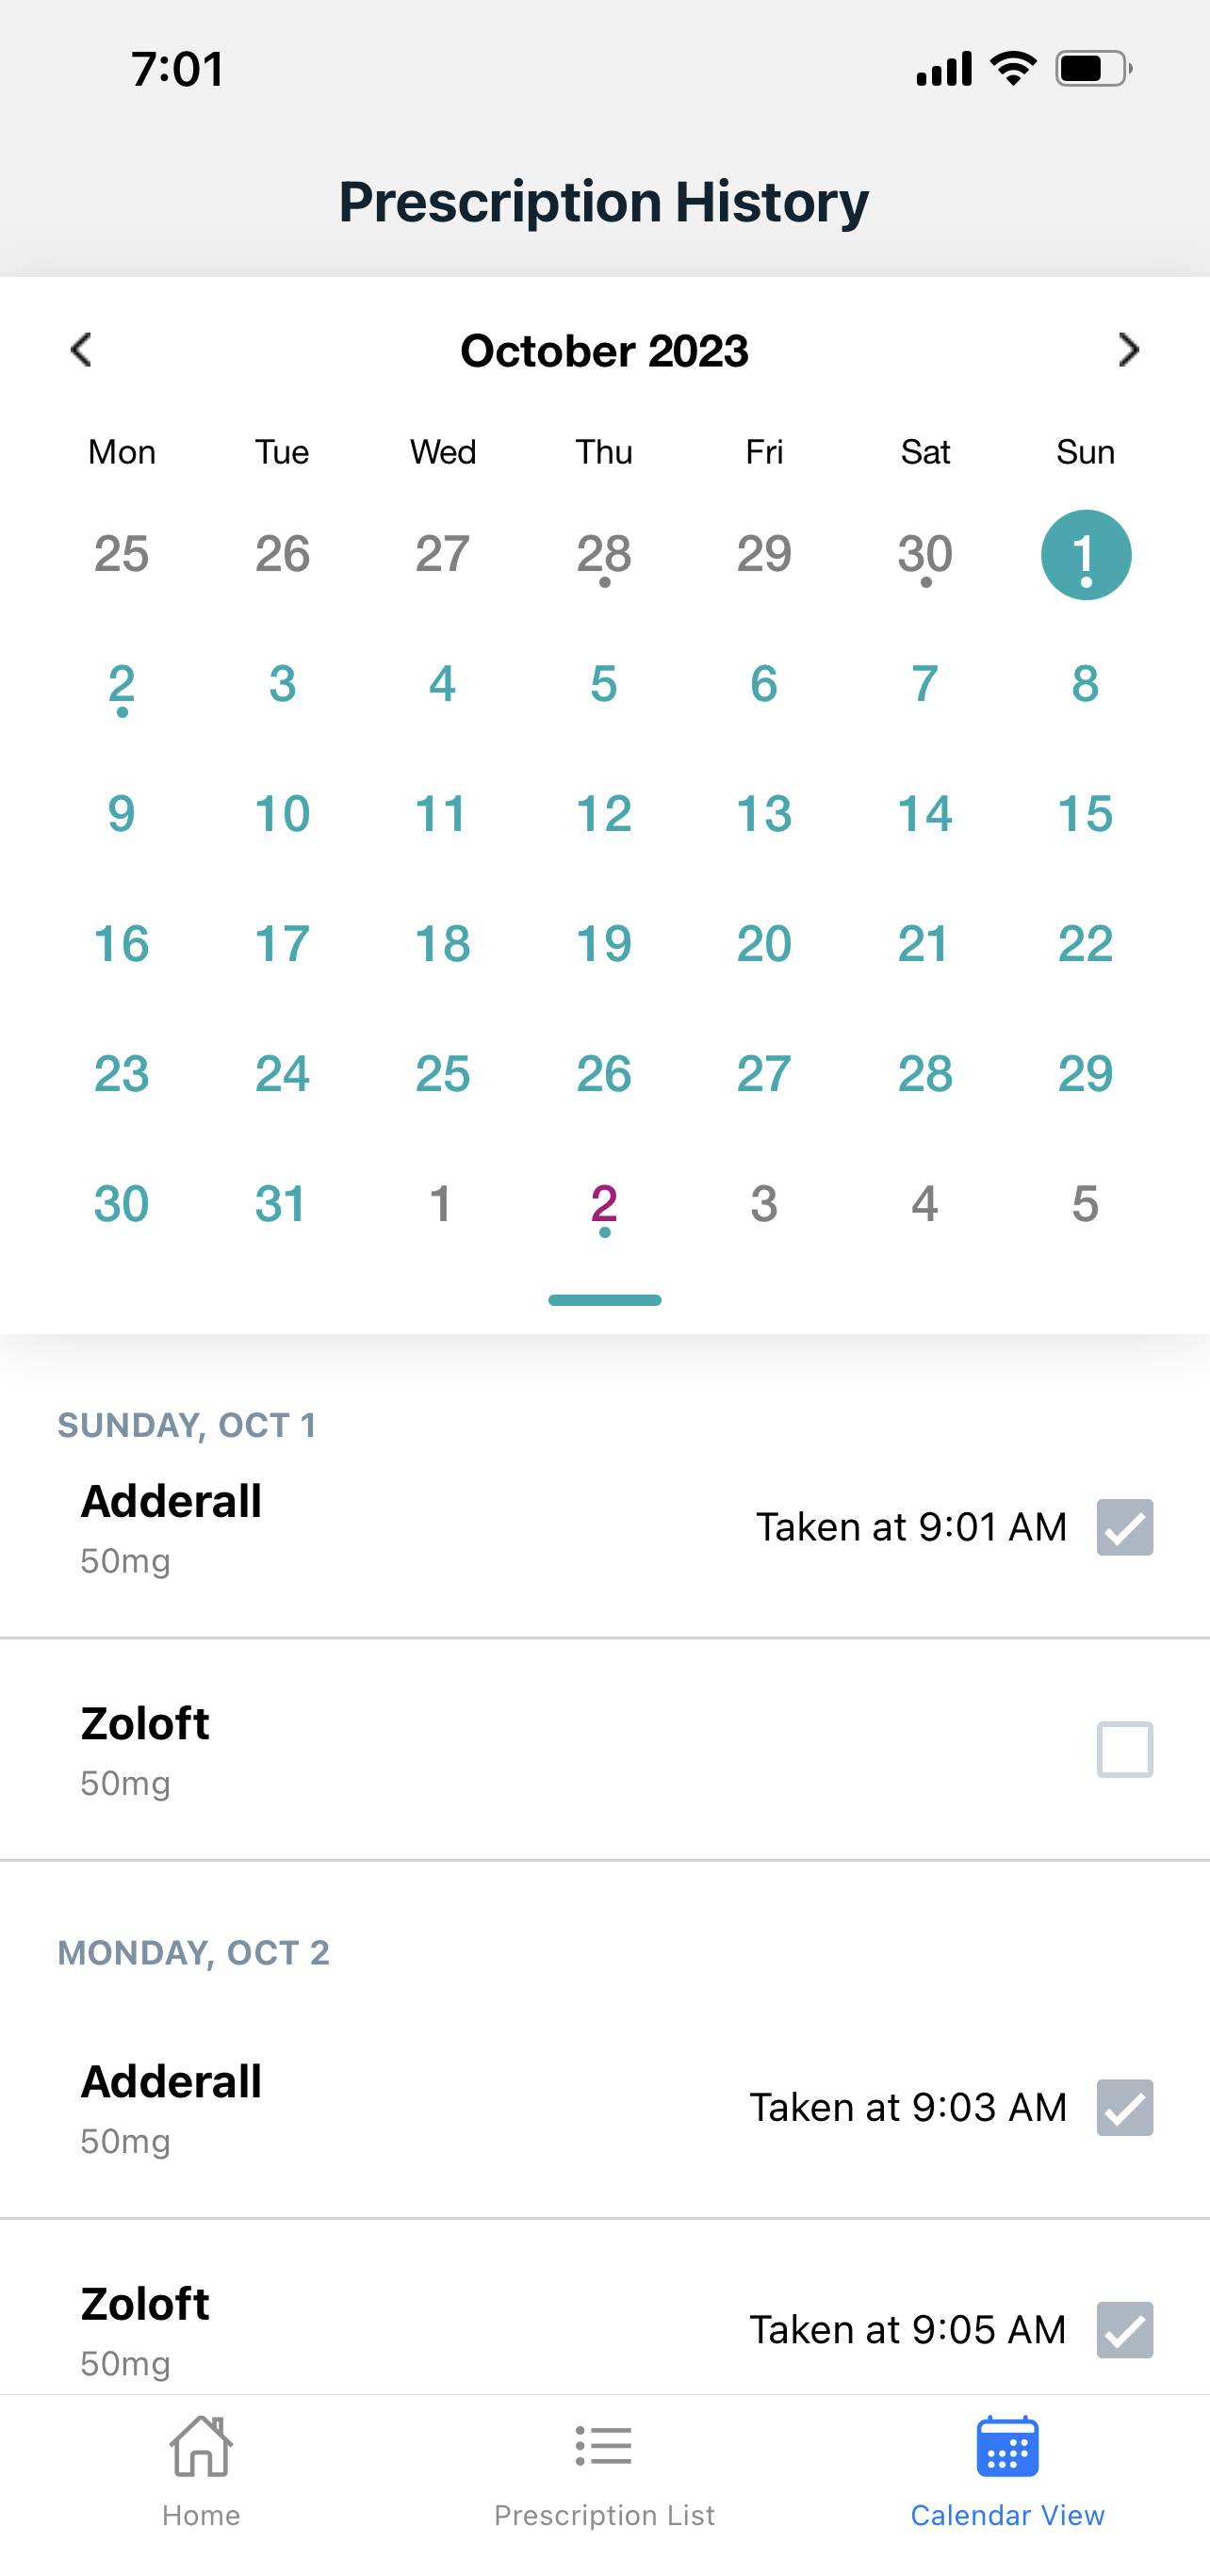 7:01
Prescription History
October 2023
Mon Tue Wed Thu Fri Sat Sun
25 26 27 28 29 30 1
2 3 4 5 6 7 8
9 10 11 12 13 14 15
16 17 18 19 20 21 22
23 24 25 26 27 28 29
30 31 1 2 3 4 5
SUNDAY, OCT 1
Adderall
Taken at 9:01 AM
50mg
Zoloft
50mg
MONDAY, OCT 2
Adderall
Taken at 9:03 AM
50mg
Zoloft
Taken at 9:05 AM
50mg
Home Prescription List Calendar View